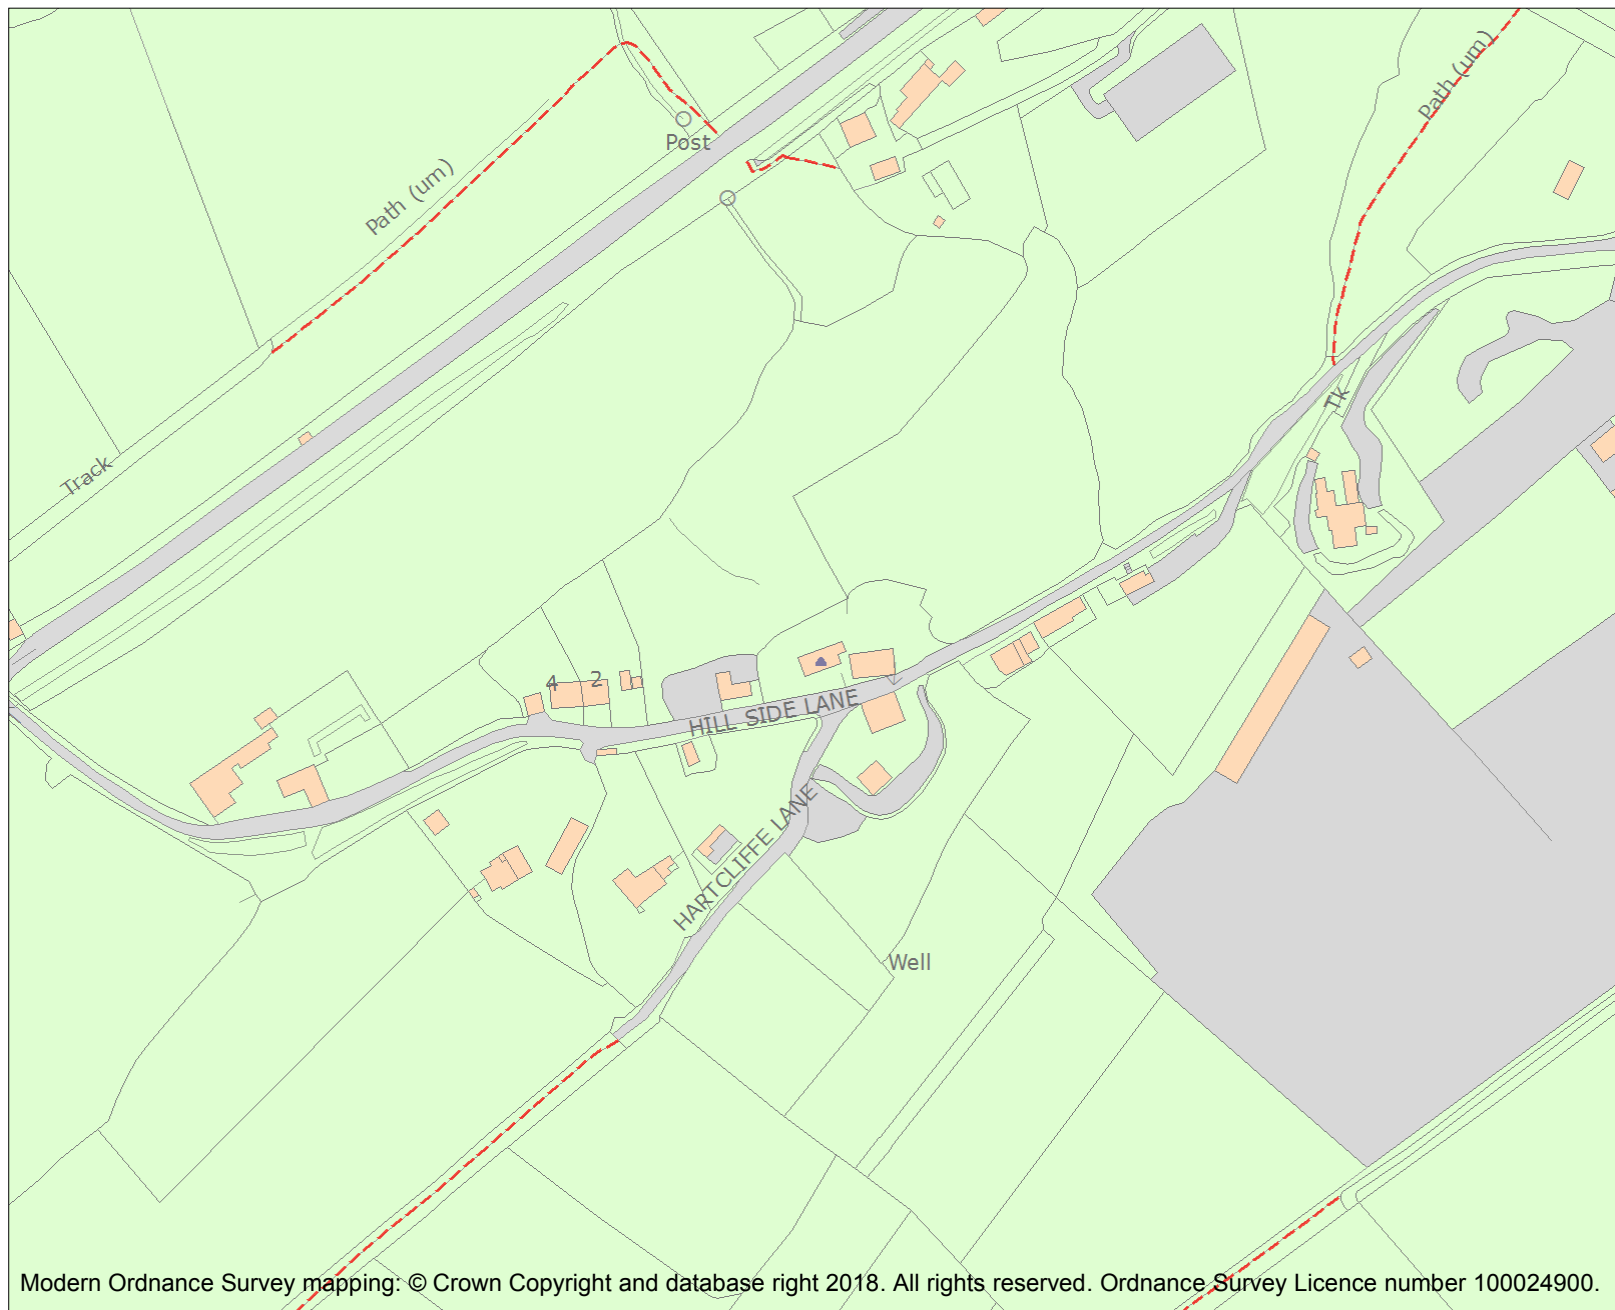 Path (um)
Post
Path (um)
Track
Tk
4
2
HILL SIDE LANE
HARTCLIFFE LANE
Well
Modern Ordnance Survey mapping: © Crown Copyright and database right 2018. All rights reserved. Ordnance Survey Licence number 100024900.